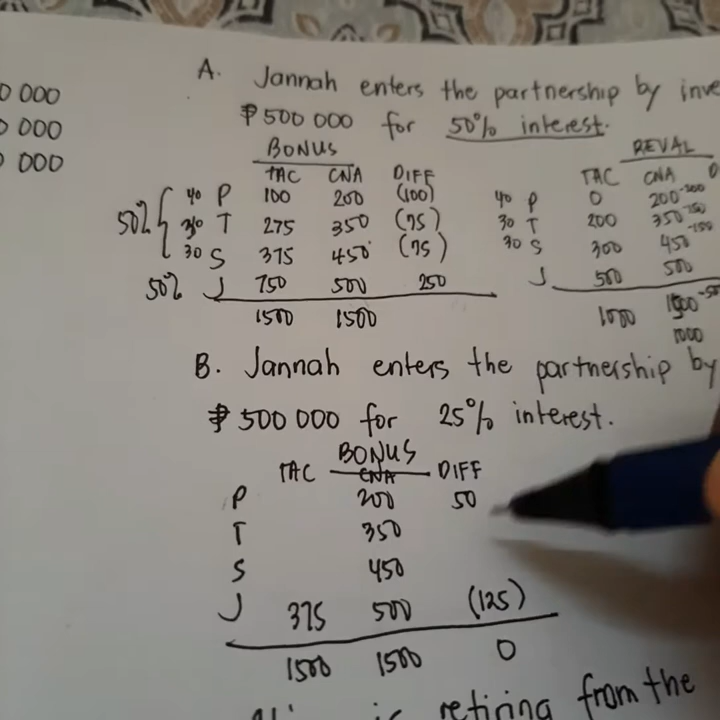 A. Jannah enters the partnership by inve
0 000
₱500 000 for 50% interest.
0 000
BONUS
REVAL
0 000
TAC CNA DIFF
TAC CNA D
50% 40 P 100 200 (100)
40 P 0 200
30 T 275 350 (75)
30 T 200 350
30 S 375 450 (75)
30 S 300 450
50% J 750 500 250
J 500 500
1500 1500
1000 1500
1000
B. Jannah enters the partnership by
₱500 000 for 25% interest.
BONUS
TAC CNA DIFF
P 200 50
T 350
S 450
J 375 500 (125)
1500 1500 0
is retiring from the